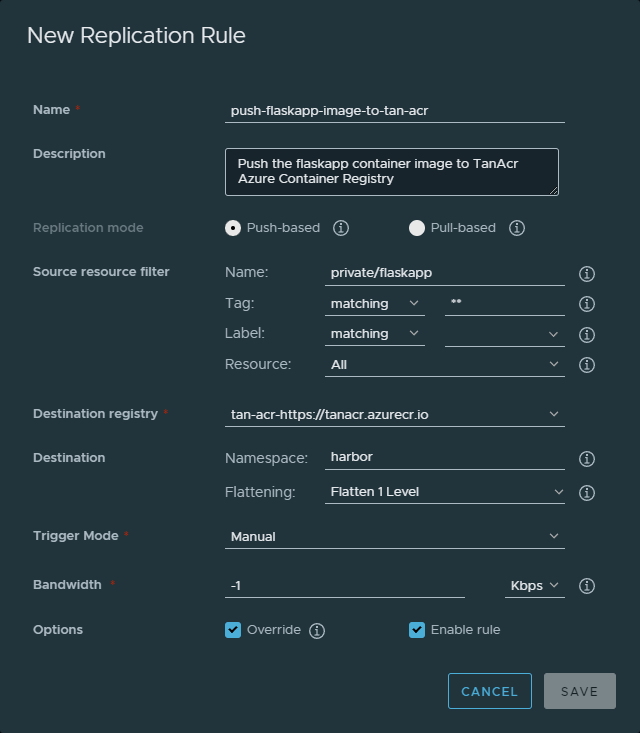 New Replication Rule
Name *
push-flaskapp-image-to-tan-acr
Description
Push the flaskapp container image to TanAcr
Azure Container Registry
Replication mode
Push-based
Pull-based
Source resource filter
Name:
private/flaskapp
Tag:
matching
**
Label:
matching
Resource:
All
Destination registry *
tan-acr-https://tanacr.azurecr.io
Destination
Namespace:
harbor
Flattening:
Flatten 1 Level
Trigger Mode *
Manual
Bandwidth *
-1
Kbps
Options
Override
Enable rule
CANCEL
SAVE